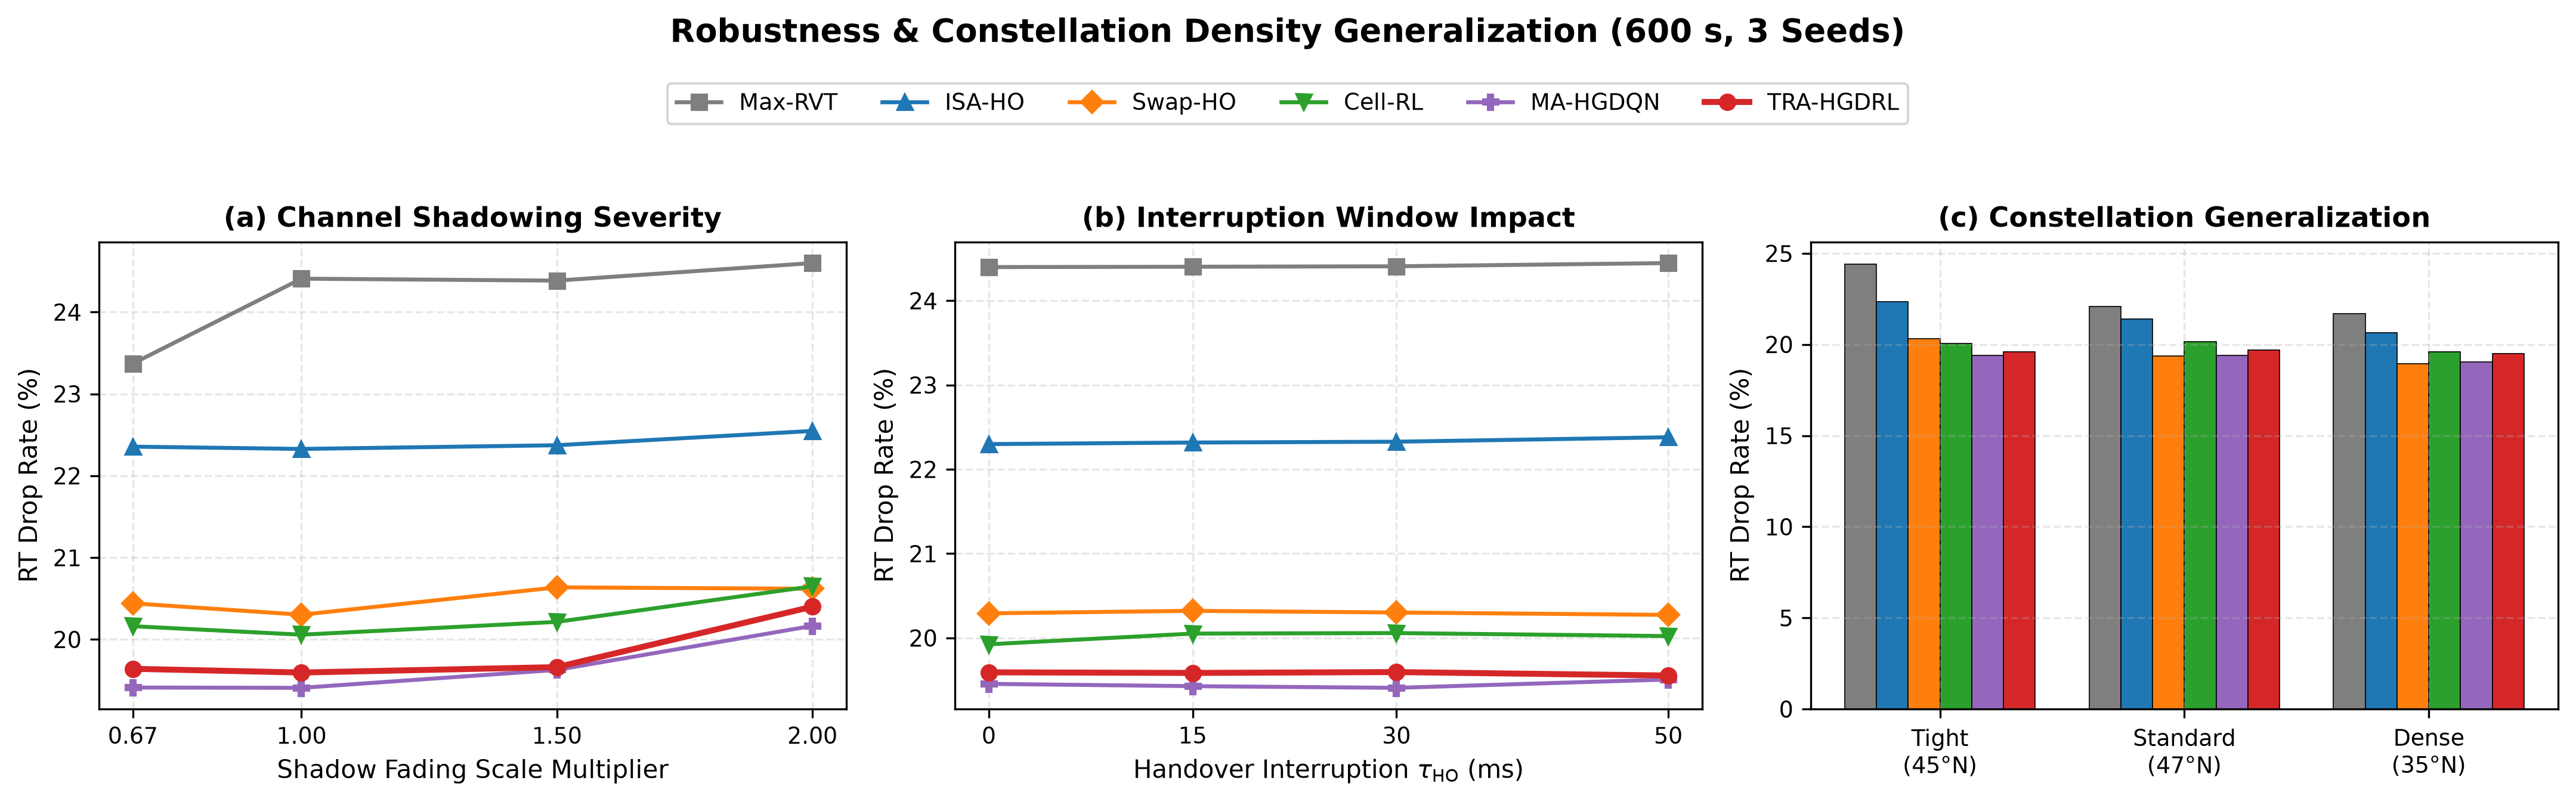 Robustness & Constellation Density Generalization (600 s, 3 Seeds)
Max-RVT ISA-HO Swap-HO Cell-RL MA-HGDQN TRA-HGDRL
(a) Channel Shadowing Severity
RT Drop Rate (%)
24
23
22
21
20
0.67 1.00 1.50 2.00
Shadow Fading Scale Multiplier
(b) Interruption Window Impact
RT Drop Rate (%)
24
23
22
21
20
0 15 30 50
Handover Interruption τHO (ms)
(c) Constellation Generalization
RT Drop Rate (%)
25
20
15
10
5
0
Tight Standard Dense
(45°N) (47°N) (35°N)